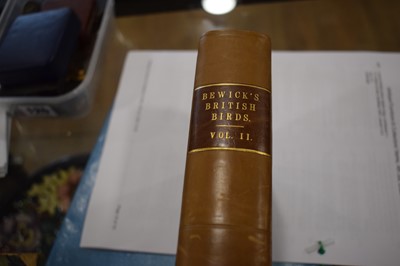 BEWICK'S
BRITISH
BIRDS.
VOL. II.